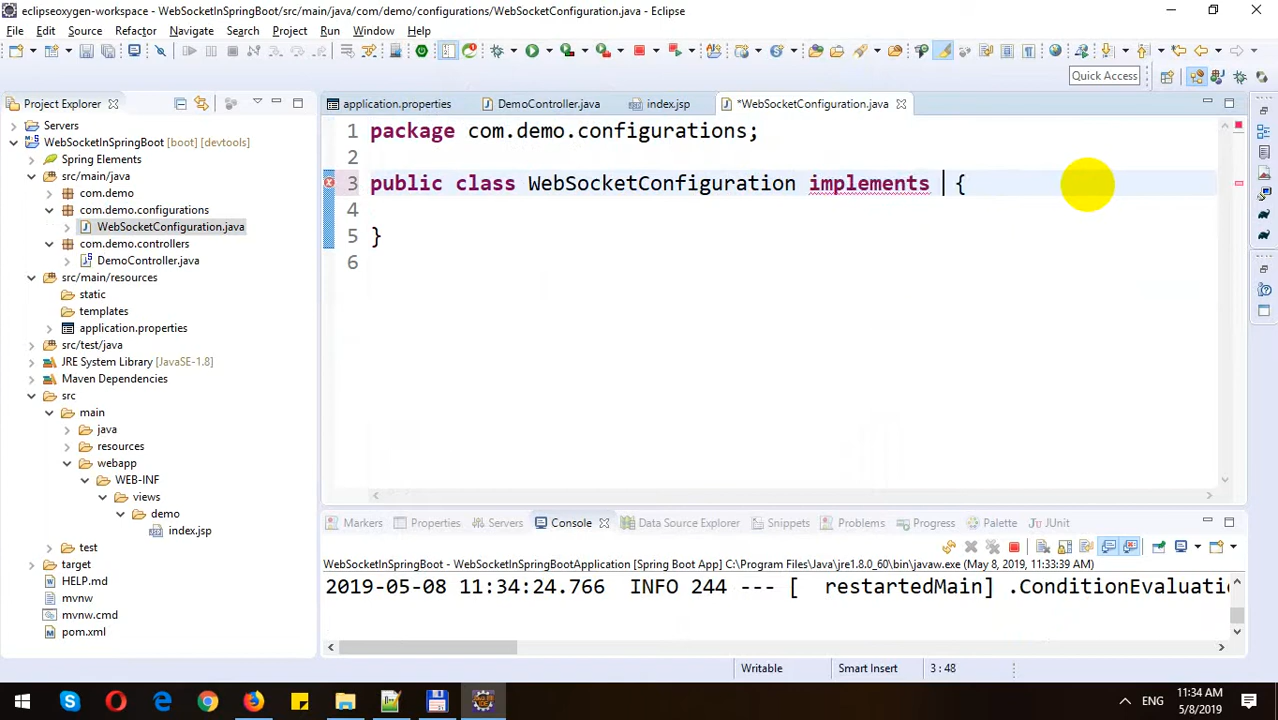 eclipseoxygen-workspace - WebSocketInSpringBoot/src/main/java/com/demo/configurations/WebSocketConfiguration.java - Eclipse
File Edit Source Refactor Navigate Search Project Run Window Help
Quick Access
Project Explorer
application.properties
DemoController.java
index.jsp
*WebSocketConfiguration.java
Servers
WebSocketInSpringBoot [boot] [devtools]
Spring Elements
src/main/java
com.demo
com.demo.configurations
WebSocketConfiguration.java
com.demo.controllers
DemoController.java
src/main/resources
static
templates
application.properties
src/test/java
JRE System Library [JavaSE-1.8]
Maven Dependencies
src
main
java
resources
webapp
WEB-INF
views
demo
index.jsp
test
target
HELP.md
mvnw
mvnw.cmd
pom.xml
1 package com.demo.configurations;
2
3 public class WebSocketConfiguration implements {
4
5 }
6
Markers Properties Servers Console Data Source Explorer Snippets Problems Progress Palette JUnit
WebSocketInSpringBoot - WebSocketInSpringBootApplication [Spring Boot App] C:\Program Files\Java\jre1.8.0_60\bin\javaw.exe (May 8, 2019, 11:33:39 AM)
2019-05-08 11:34:24.766 INFO 244 --- [ restartedMain] .ConditionEvaluatio
Writable Smart Insert 3 : 48
ENG
11:34 AM
5/8/2019